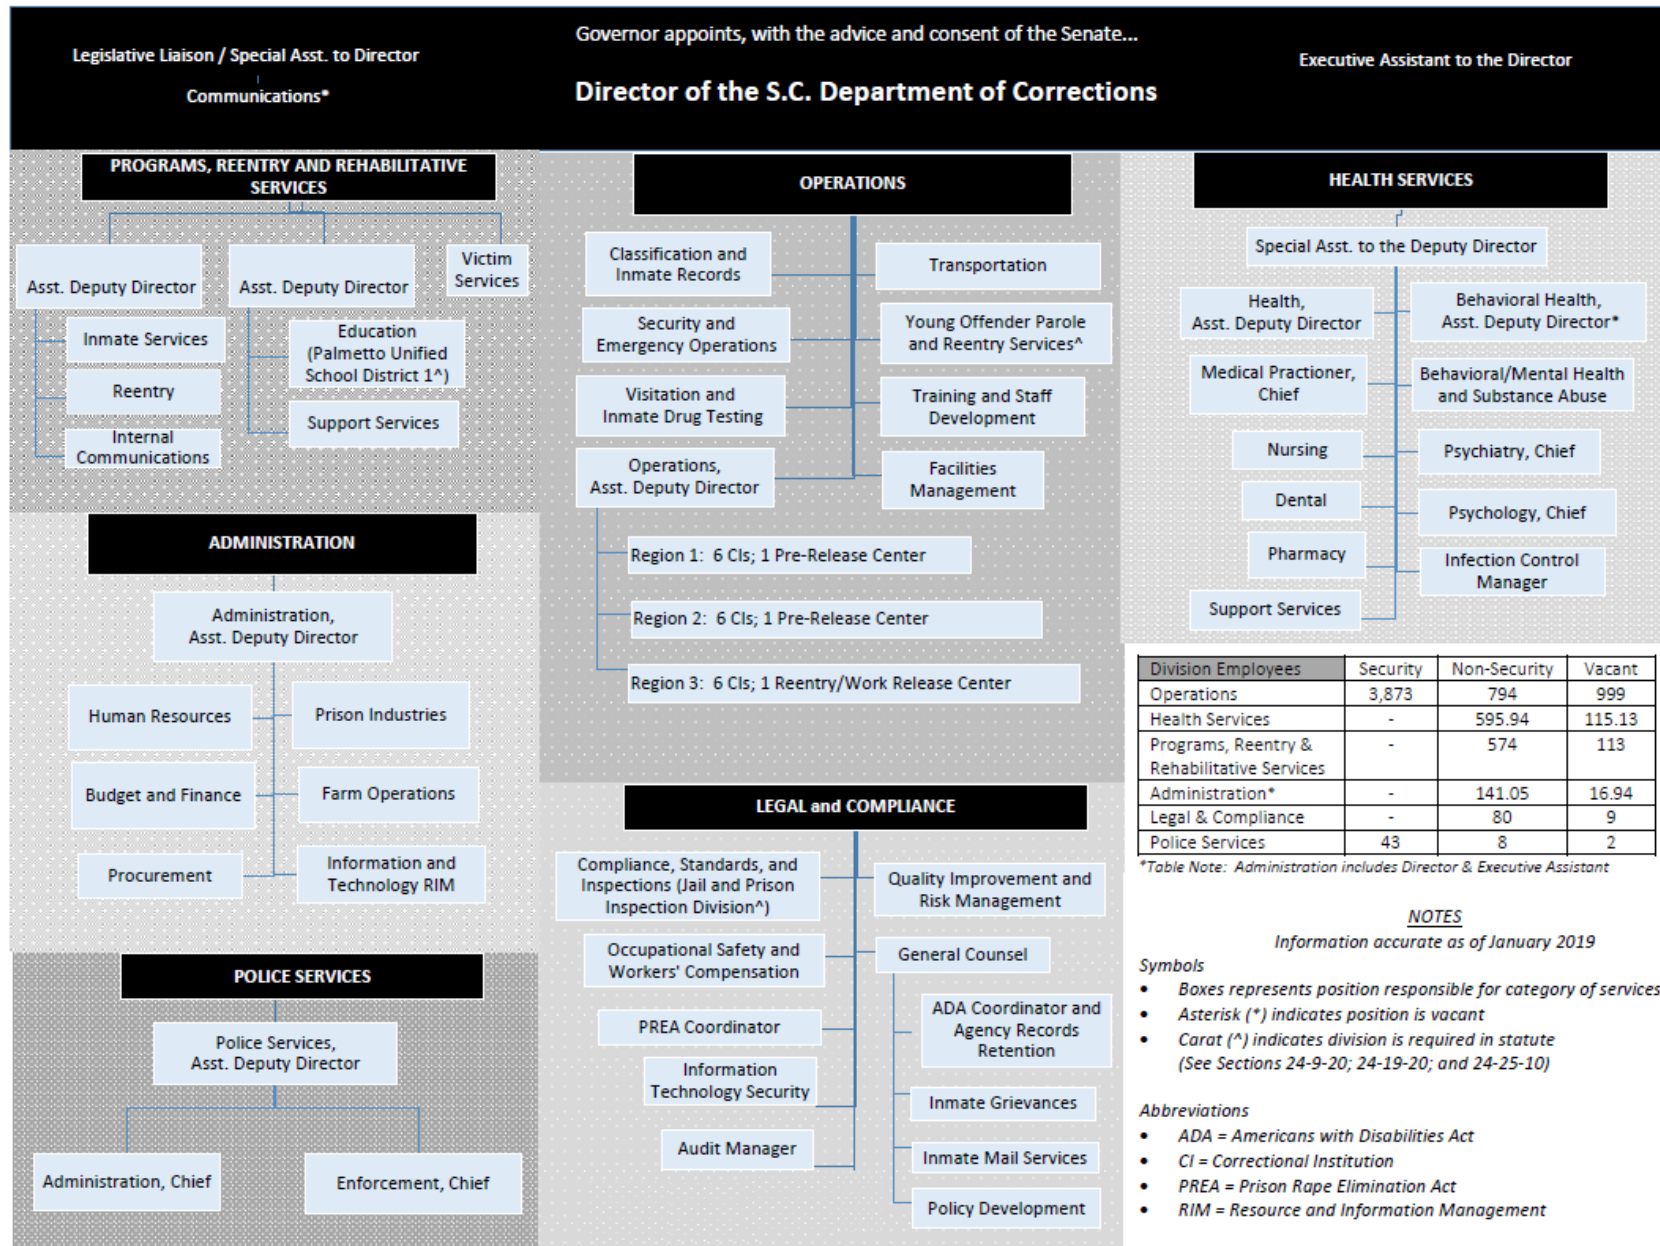 Legislative Liaison / Special Asst. to Director
Communications*
Governor appoints, with the advice and consent of the Senate...
Director of the S.C. Department of Corrections
Executive Assistant to the Director
PROGRAMS, REENTRY AND REHABILITATIVE
SERVICES
Asst. Deputy Director
Asst. Deputy Director
Victim
Services
Inmate Services
Reentry
Internal
Communications
Education
(Palmetto Unified
School District 1^)
Support Services
ADMINISTRATION
Administration,
Asst. Deputy Director
Human Resources
Prison Industries
Budget and Finance
Farm Operations
Procurement
Information and
Technology RIM
POLICE SERVICES
Police Services,
Asst. Deputy Director
Administration, Chief
Enforcement, Chief
OPERATIONS
Classification and
Inmate Records
Transportation
Security and
Emergency Operations
Young Offender Parole
and Reentry Services^
Visitation and
Inmate Drug Testing
Training and Staff
Development
Operations,
Asst. Deputy Director
Facilities
Management
Region 1: 6 CIs; 1 Pre-Release Center
Region 2: 6 CIs; 1 Pre-Release Center
Region 3: 6 CIs; 1 Reentry/Work Release Center
LEGAL and COMPLIANCE
Compliance, Standards, and
Inspections (Jail and Prison
Inspection Division^)
Quality Improvement and
Risk Management
Occupational Safety and
Workers' Compensation
General Counsel
PREA Coordinator
ADA Coordinator and
Agency Records
Retention
Information
Technology Security
Inmate Grievances
Audit Manager
Inmate Mail Services
Policy Development
HEALTH SERVICES
Special Asst. to the Deputy Director
Health,
Asst. Deputy Director
Behavioral Health,
Asst. Deputy Director*
Medical Practioner,
Chief
Behavioral/Mental Health
and Substance Abuse
Nursing
Psychiatry, Chief
Dental
Psychology, Chief
Pharmacy
Infection Control
Manager
Support Services
Division Employees Security Non-Security Vacant
Operations 3,873 794 999
Health Services - 595.94 115.13
Programs, Reentry & - 574 113
Rehabilitative Services
Administration* - 141.05 16.94
Legal & Compliance - 80 9
Police Services 43 8 2
*Table Note: Administration includes Director & Executive Assistant
NOTES
Information accurate as of January 2019
Symbols
• Boxes represents position responsible for category of services
• Asterisk (*) indicates position is vacant
• Carat (^) indicates division is required in statute
(See Sections 24-9-20; 24-19-20; and 24-25-10)
Abbreviations
• ADA = Americans with Disabilities Act
• CI = Correctional Institution
• PREA = Prison Rape Elimination Act
• RIM = Resource and Information Management